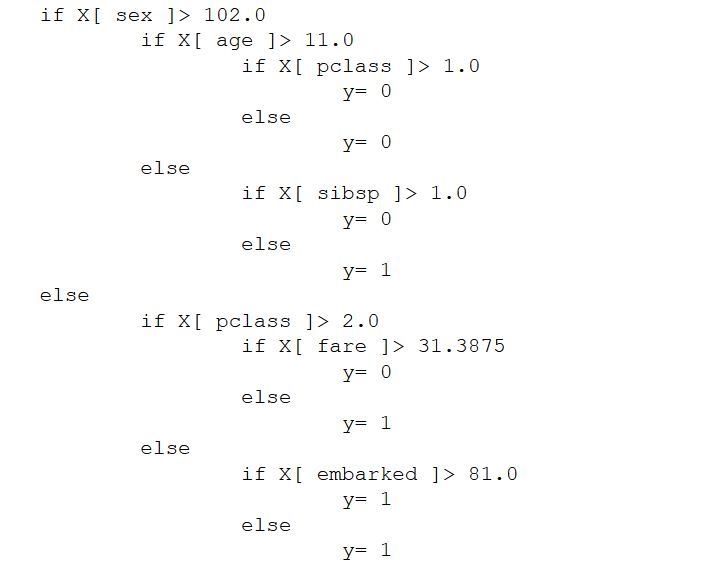 if X[ sex ]> 102.0
if X[ age ]> 11.0
if X[ pclass ]> 1.0
y= 0
else
y= 0
else
if X[ sibsp ]> 1.0
y= 0
else
y= 1
else
if X[ pclass ]> 2.0
if X[ fare ]> 31.3875
y= 0
else
y= 1
else
if X[ embarked ]> 81.0
y= 1
else
y= 1